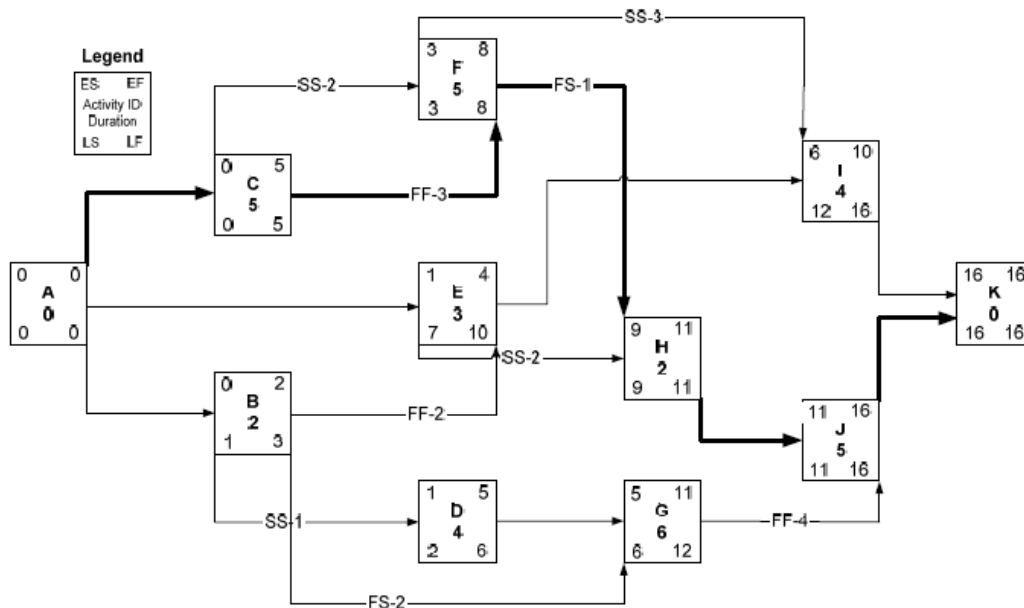 Legend
ES EF
Activity ID
Duration
LS LF
SS-3
3 8
F
5
3 8
SS-2
FS-1
0 5
C
5
0 5
FF-3
6 10
I
4
12 16
0 0
A
0
0 0
1 4
E
3
7 10
16 16
K
0
16 16
9 11
H
2
9 11
SS-2
0 2
B
2
1 3
FF-2
11 16
J
5
11 16
1 5
D
4
2 6
SS-1
5 11
G
6
6 12
FF-4
FS-2